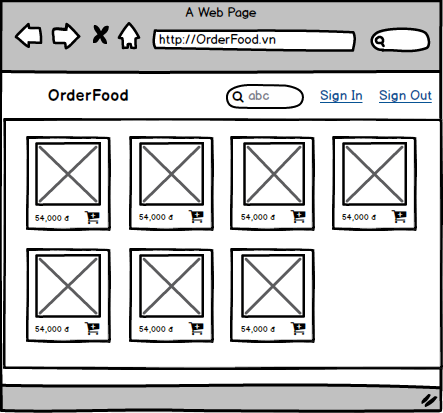 A Web Page
http://OrderFood.vn
OrderFood
abc
Sign In
Sign Out
54,000 đ
54,000 đ
54,000 đ
54,000 đ
54,000 đ
54,000 đ
54,000 đ